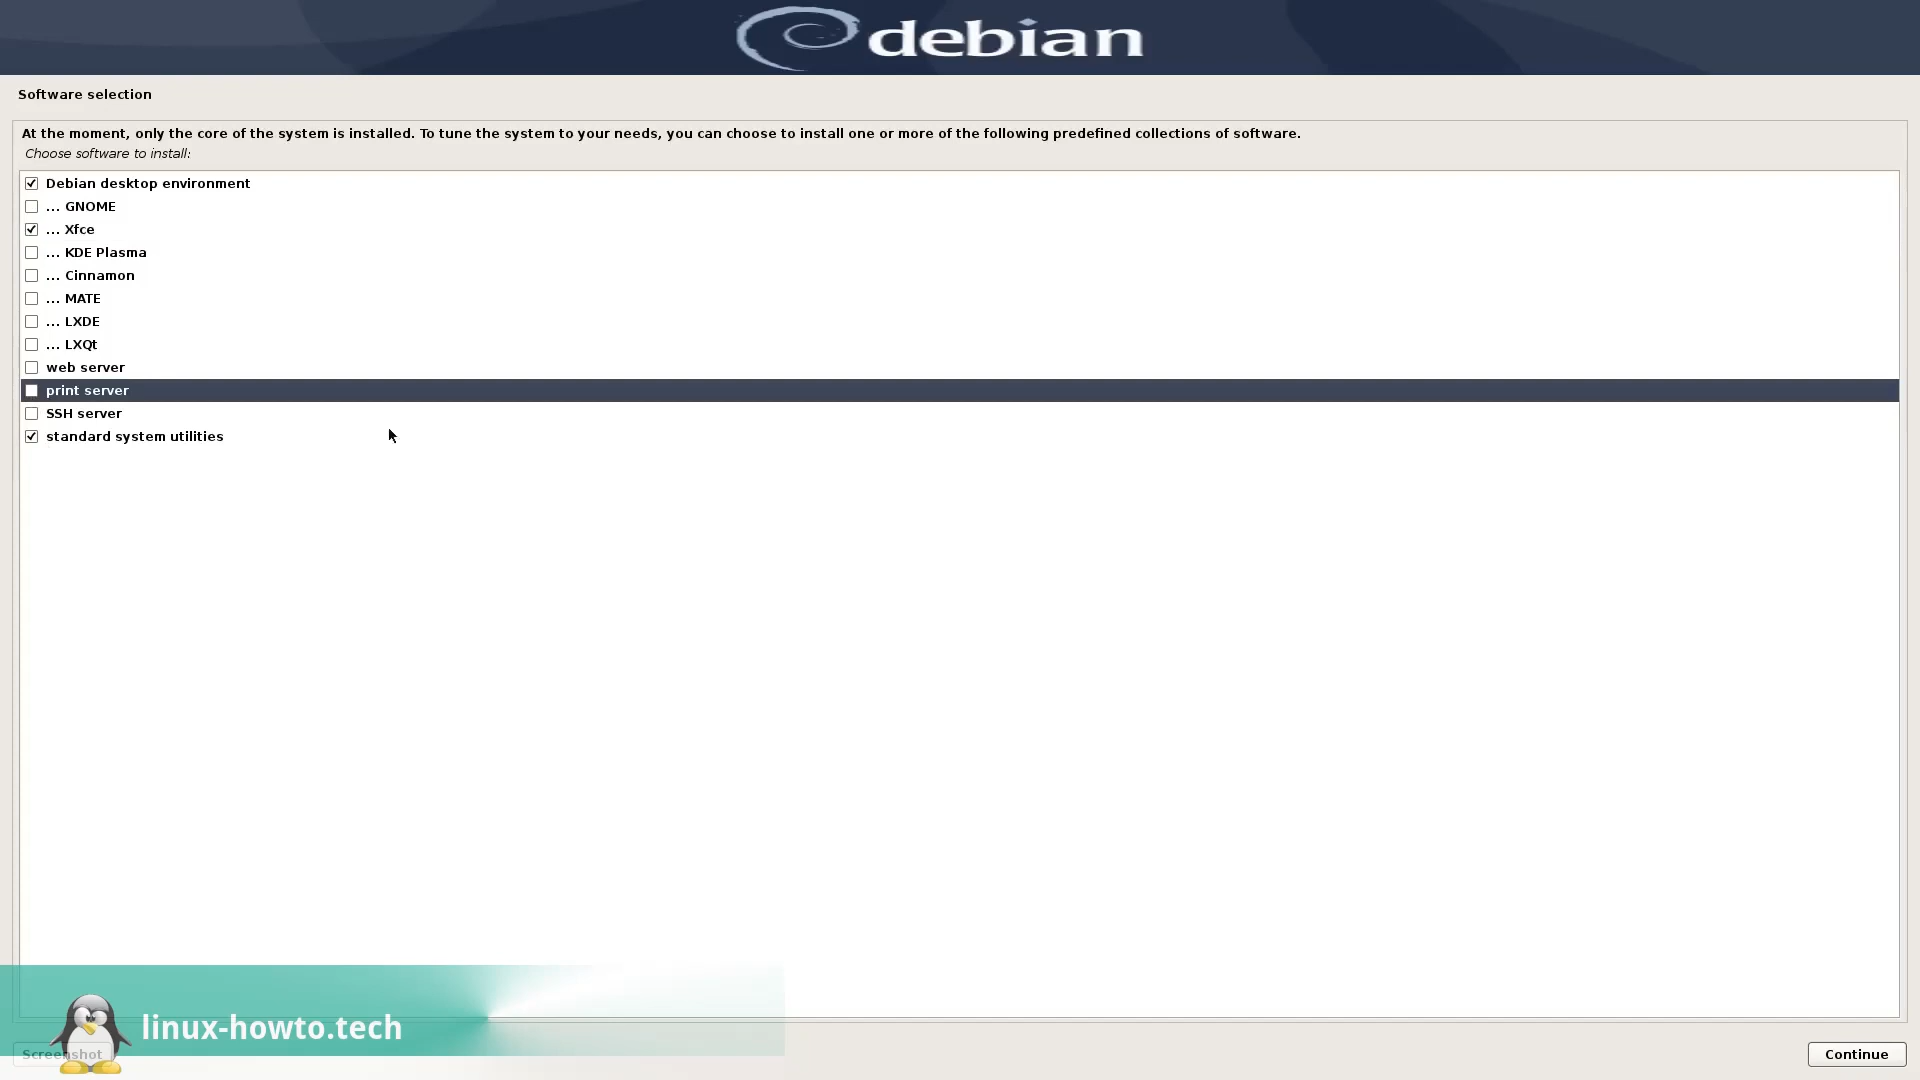 debian
Software selection
At the moment, only the core of the system is installed. To tune the system to your needs, you can choose to install one or more of the following predefined collections of software.
Choose software to install:
Debian desktop environment
... GNOME
... Xfce
... KDE Plasma
... Cinnamon
... MATE
... LXDE
... LXQt
web server
print server
SSH server
standard system utilities
linux-howto.tech
Screenshot
Continue